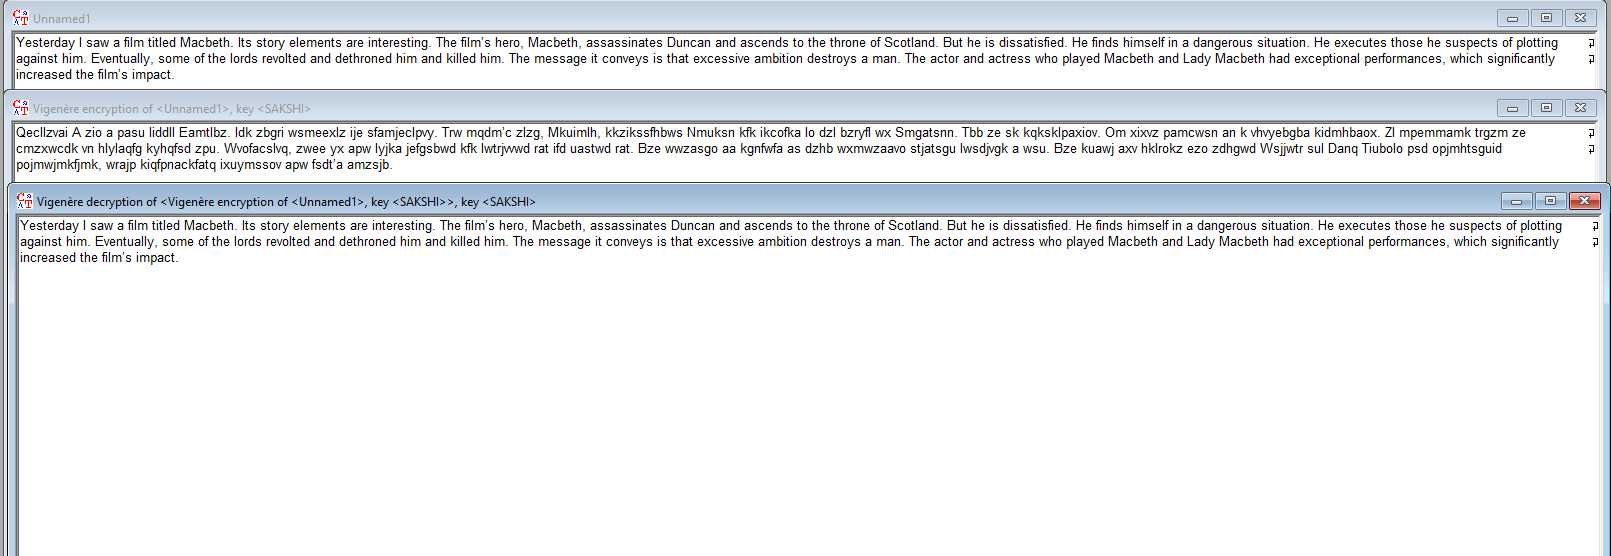 Unnamed1
Yesterday I saw a film titled Macbeth. Its story elements are interesting. The film's hero, Macbeth, assassinates Duncan and ascends to the throne of Scotland. But he is dissatisfied. He finds himself in a dangerous situation. He executes those he suspects of plotting
against him. Eventually, some of the lords revolted and dethroned him and killed him. The message it conveys is that excessive ambition destroys a man. The actor and actress who played Macbeth and Lady Macbeth had exceptional performances, which significantly
increased the film's impact.
Vigenère encryption of <Unnamed1>, key <SAKSHI>
Qecllzvai A zio a pasu liddll Eamtlbz. Idk zbgri wsmeexlz ije sfamjeclpvy. Trw mqdm'c zlzg, Mkuimlh, kkzikssfhbws Nmuksn kfk ikcofka lo dzl bzryfl wx Smgatsnn. Tbb ze sk kqksklpaxiov. Om xixvz pamcwsn an k vhvyebgba kidmhbaox. Zl mpemmamk trgzm ze
cmzxwcdk vn hlylaqfg kyhqfsd zpu. Wvofacslvq, zwee yx apw lyjka jefgsbwd kfk lwtrjvwd rat ifd uastwd rat. Bze wwzasgo aa kgnfwfa as dzhb wxmwzaavo stjatsgu lwsdjvgk a wsu. Bze kuawj axv hklrokz ezo zdhgwd Wsjjwtr sul Danq Tiubolo psd opjmhtsguid
pojmwjmkfjmk, wrajp kiqfpnackfatq ixuymssov apw fsdt'a amzsjb.
Vigenère decryption of <Vigenère encryption of <Unnamed1>, key <SAKSHI>>, key <SAKSHI>
Yesterday I saw a film titled Macbeth. Its story elements are interesting. The film's hero, Macbeth, assassinates Duncan and ascends to the throne of Scotland. But he is dissatisfied. He finds himself in a dangerous situation. He executes those he suspects of plotting
against him. Eventually, some of the lords revolted and dethroned him and killed him. The message it conveys is that excessive ambition destroys a man. The actor and actress who played Macbeth and Lady Macbeth had exceptional performances, which significantly
increased the film's impact.